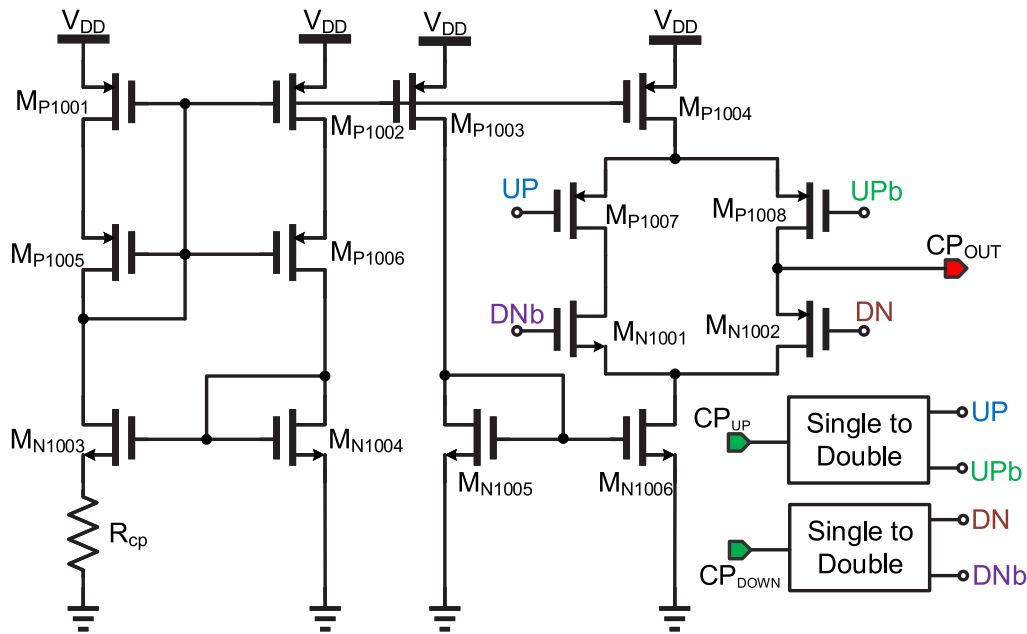 VDD
VDD
VDD
VDD
MP1001
MP1002
MP1003
MP1004
UP
MP1007
MP1008
UPb
MP1005
MP1006
CPOUT
DNb
MN1001
MN1002
DN
MN1003
MN1004
MN1005
MN1006
CPUP
Single to
Double
UP
UPb
Rcp
CPDOWN
Single to
Double
DN
DNb